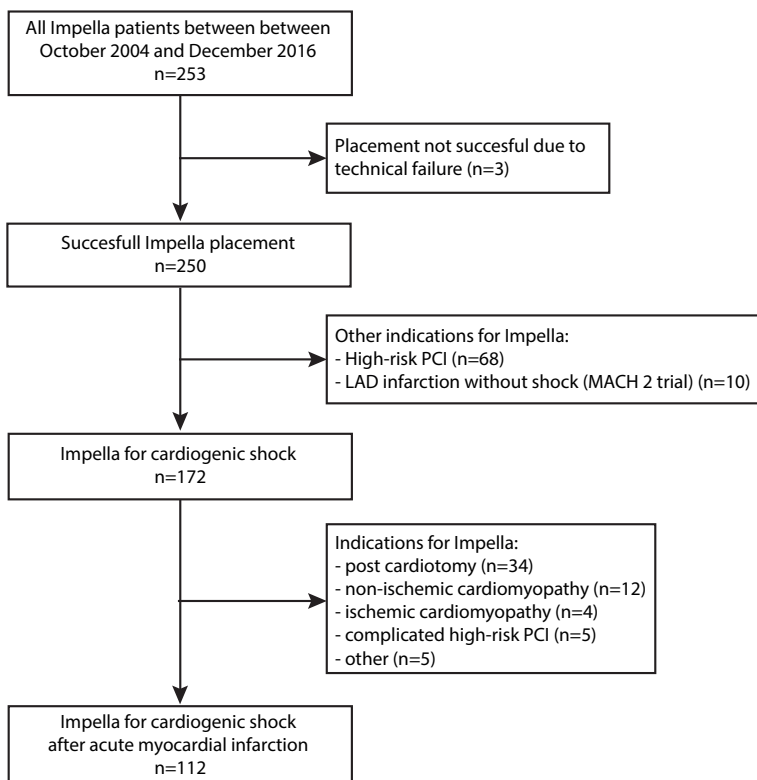 All Impella patients between between
October 2004 and December 2016
n=253
Placement not succesful due to
technical failure (n=3)
Succesfull Impella placement
n=250
Other indications for Impella:
- High-risk PCI (n=68)
- LAD infarction without shock (MACH 2 trial) (n=10)
Impella for cardiogenic shock
n=172
Indications for Impella:
- post cardiotomy (n=34)
- non-ischemic cardiomyopathy (n=12)
- ischemic cardiomyopathy (n=4)
- complicated high-risk PCI (n=5)
- other (n=5)
Impella for cardiogenic shock
after acute myocardial infarction
n=112